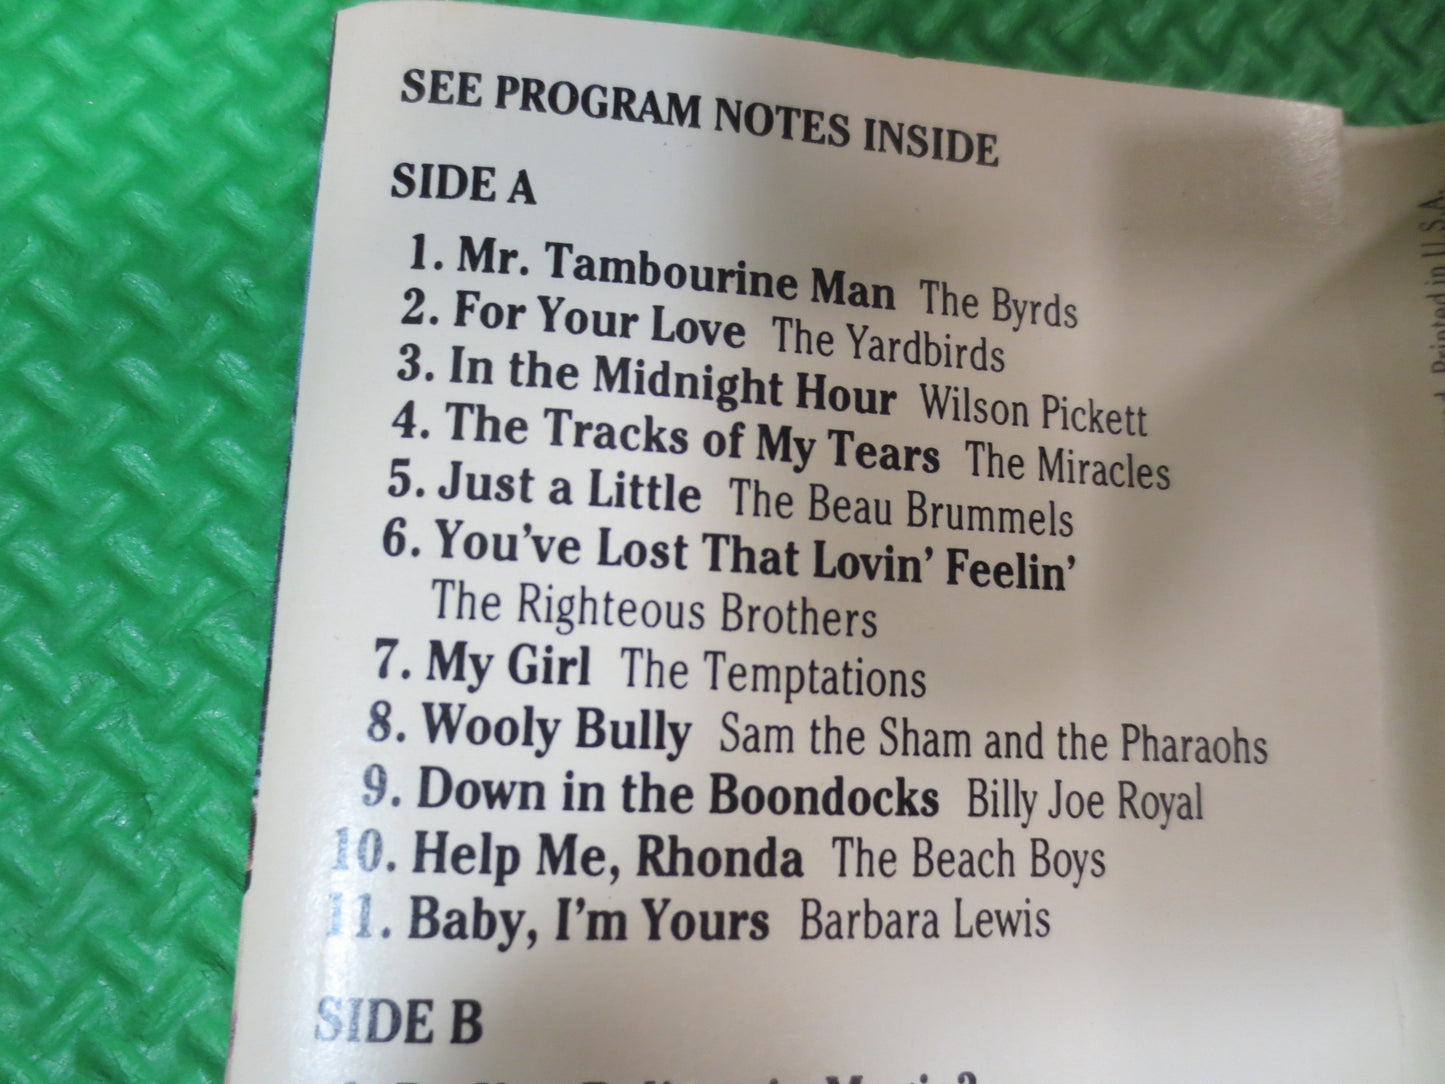 SEE PROGRAM NOTES INSIDE
SIDE A
1. Mr. Tambourine Man The Byrds
2. For Your Love The Yardbirds
3. In the Midnight Hour Wilson Pickett
4. The Tracks of My Tears The Miracles
5. Just a Little The Beau Brummels
6. You've Lost That Lovin' Feelin'
The Righteous Brothers
7. My Girl The Temptations
8. Wooly Bully Sam the Sham and the Pharaohs
9. Down in the Boondocks Billy Joe Royal
10. Help Me, Rhonda The Beach Boys
11. Baby, I'm Yours Barbara Lewis
SIDE B
Printed in U.S.A.